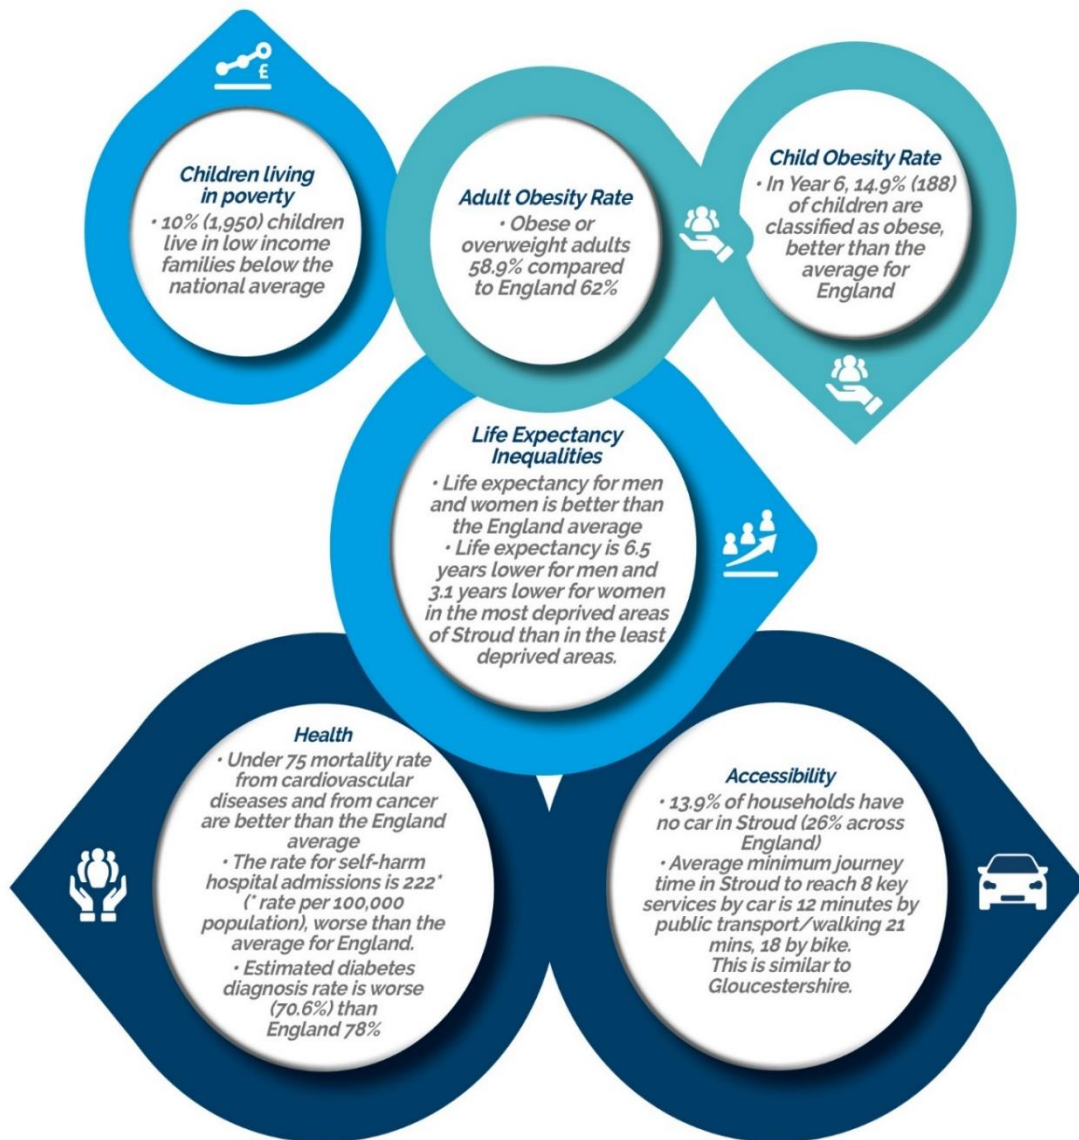 £
Children living
in poverty
• 10% (1,950) children
live in low income
families below the
national average
Adult Obesity Rate
• Obese or
overweight adults
58.9% compared
to England 62%
Child Obesity Rate
• In Year 6, 14.9% (188)
of children are
classified as obese,
better than the
average for
England
Life Expectancy
Inequalities
• Life expectancy for men
and women is better than
the England average
• Life expectancy is 6.5
years lower for men and
3.1 years lower for women
in the most deprived areas
of Stroud than in the least
deprived areas.
Health
• Under 75 mortality rate
from cardiovascular
diseases and from cancer
are better than the England
average
• The rate for self-harm
hospital admissions is 222*
(* rate per 100,000
population), worse than the
average for England.
• Estimated diabetes
diagnosis rate is worse
(70.6%) than
England 78%
Accessibility
• 13.9% of households have
no car in Stroud (26% across
England)
• Average minimum journey
time in Stroud to reach 8 key
services by car is 12 minutes by
public transport/walking 21
mins, 18 by bike.
This is similar to
Gloucestershire.